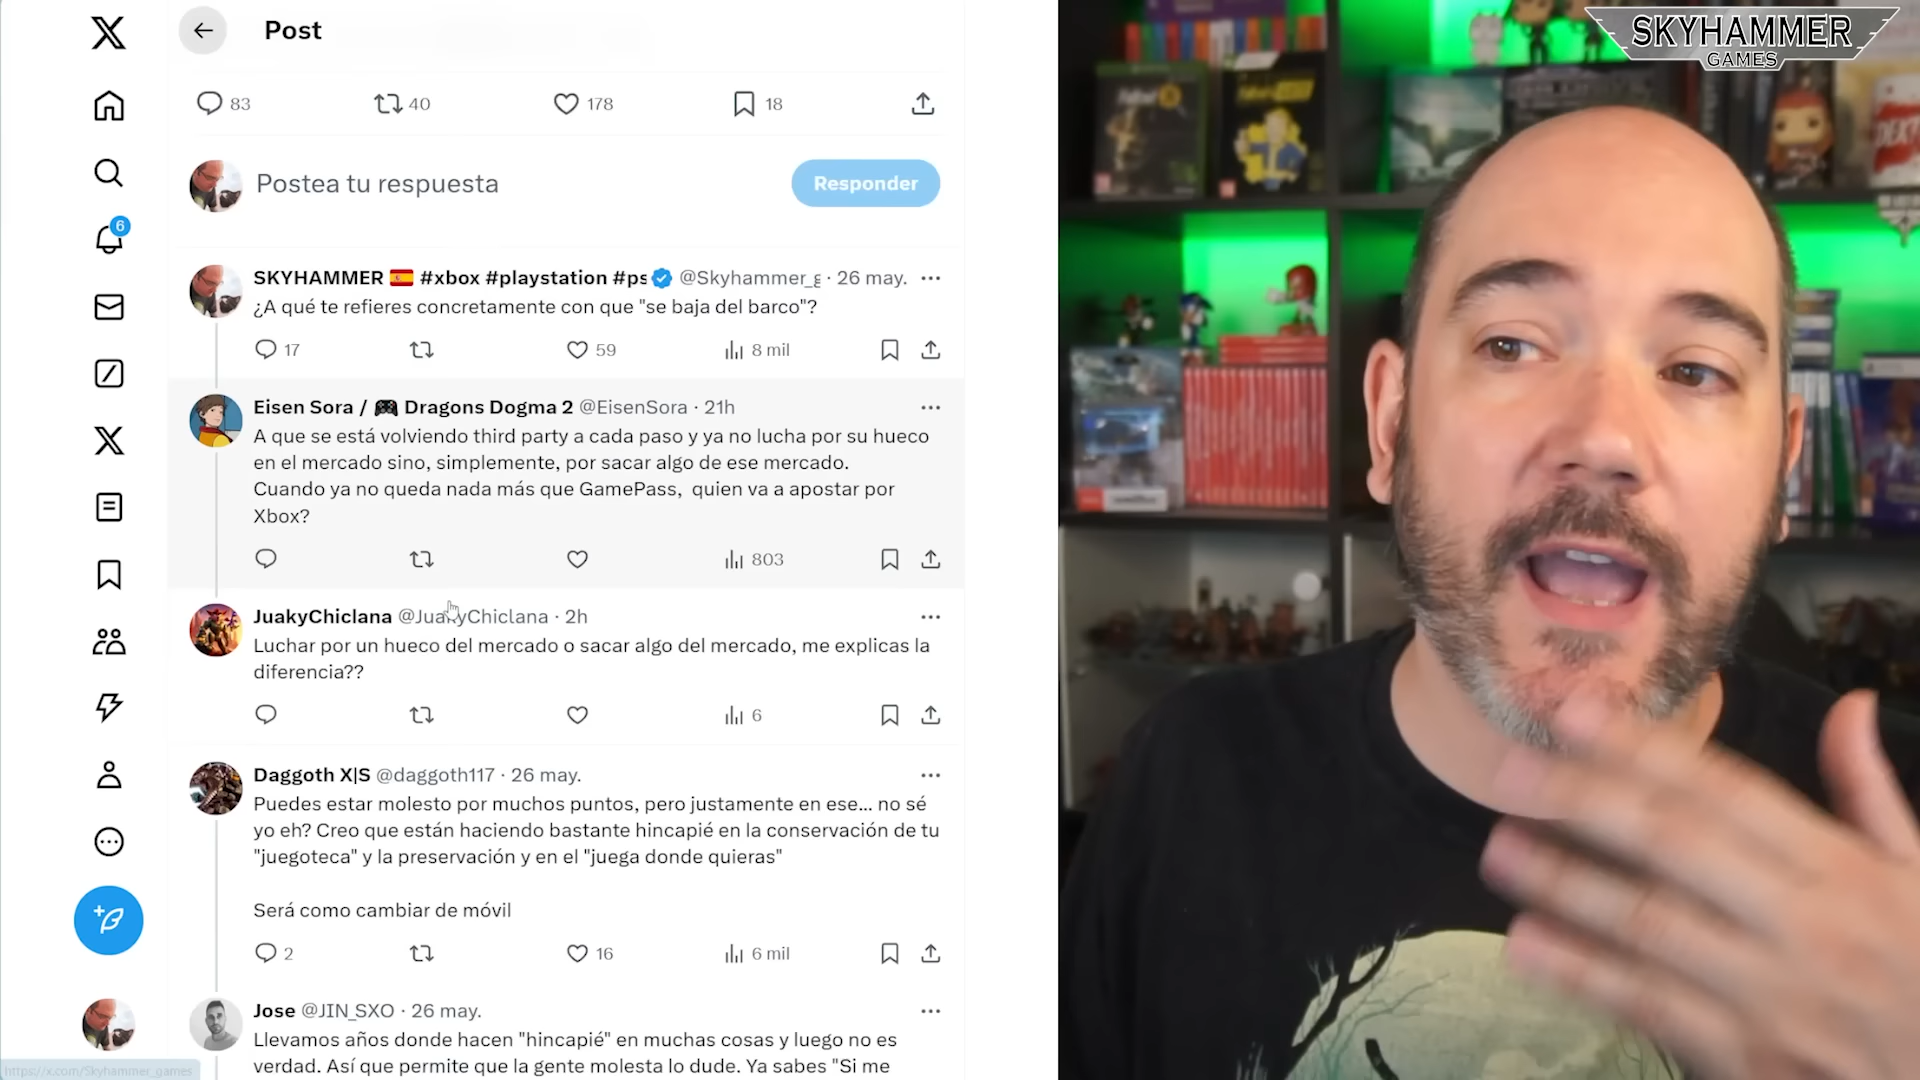 SKYHAMMER
GAMES
Post
83
40
178
18
Postea tu respuesta
Responder
6
SKYHAMMER 🇪🇸 #xbox #playstation #ps @Skyhammer_g · 26 may.
¿A qué te refieres concretamente con que "se baja del barco"?
17
59
8 mil
Eisen Sora / 🎮 Dragons Dogma 2 @EisenSora · 21h
A que se está volviendo third party a cada paso y ya no lucha por su hueco
en el mercado sino, simplemente, por sacar algo de ese mercado.
Cuando ya no queda nada más que GamePass, quien va a apostar por
Xbox?
803
JuakyChiclana @JuakyChiclana · 2h
Luchar por un hueco del mercado o sacar algo del mercado, me explicas la
diferencia??
6
Daggoth X|S @daggoth117 · 26 may.
Puedes estar molesto por muchos puntos, pero justamente en ese... no sé
yo eh? Creo que están haciendo bastante hincapié en la conservación de tu
"juegoteca" y la preservación y en el "juega donde quieras"
Será como cambiar de móvil
2
16
6 mil
Jose @JIN_SXO · 26 may.
Llevamos años donde hacen "hincapié" en muchas cosas y luego no es
verdad. Así que permite que la gente molesta lo dude. Ya sabes "Si me
https://x.com/Skyhammer_games